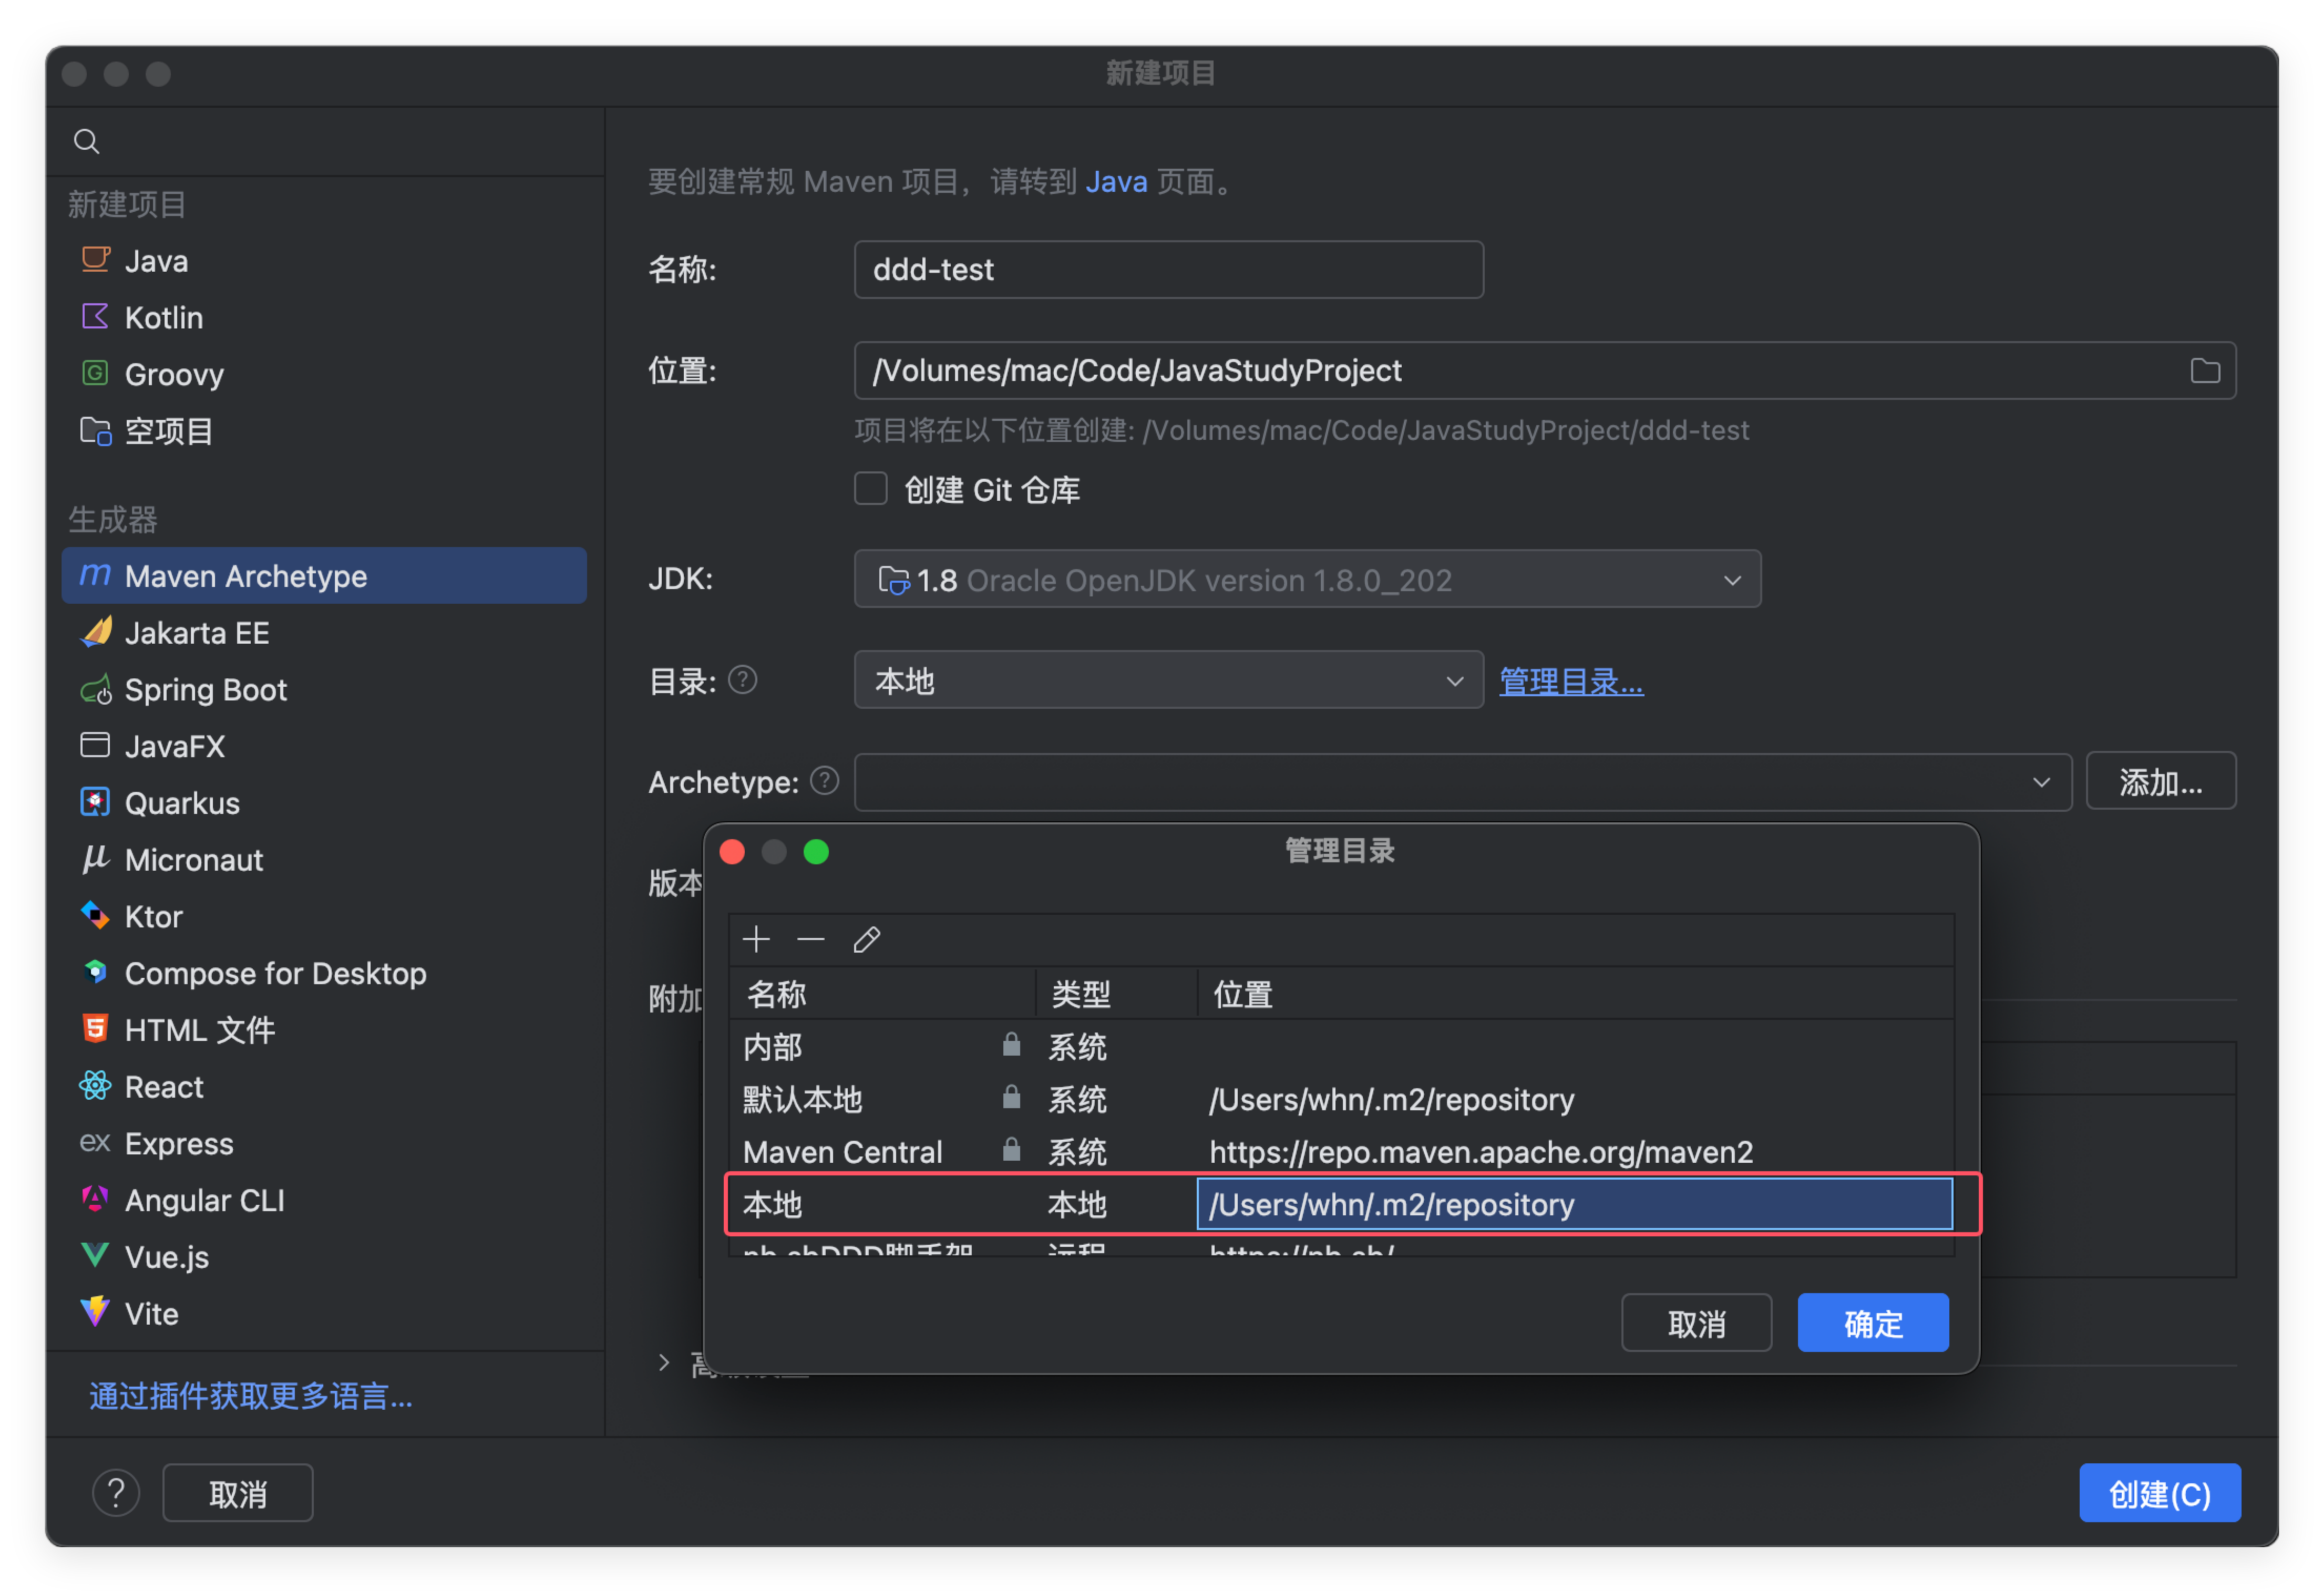 新建项目
新建项目
Java
Kotlin
Groovy
空项目
生成器
Maven Archetype
Jakarta EE
Spring Boot
JavaFX
Quarkus
Micronaut
Ktor
Compose for Desktop
HTML 文件
React
Express
Angular CLI
Vue.js
Vite
通过插件获取更多语言...
要创建常规 Maven 项目，请转到 Java 页面。
名称: ddd-test
位置: /Volumes/mac/Code/JavaStudyProject
项目将在以下位置创建: /Volumes/mac/Code/JavaStudyProject/ddd-test
创建 Git 仓库
JDK: 1.8 Oracle OpenJDK version 1.8.0_202
目录: ? 本地 管理目录...
Archetype: ? 添加...
版本
附加
管理目录
名称 类型 位置
内部 系统
默认本地 系统 /Users/whn/.m2/repository
Maven Central 系统 https://repo.maven.apache.org/maven2
本地 本地 /Users/whn/.m2/repository
取消 确定
? 取消 创建(C)